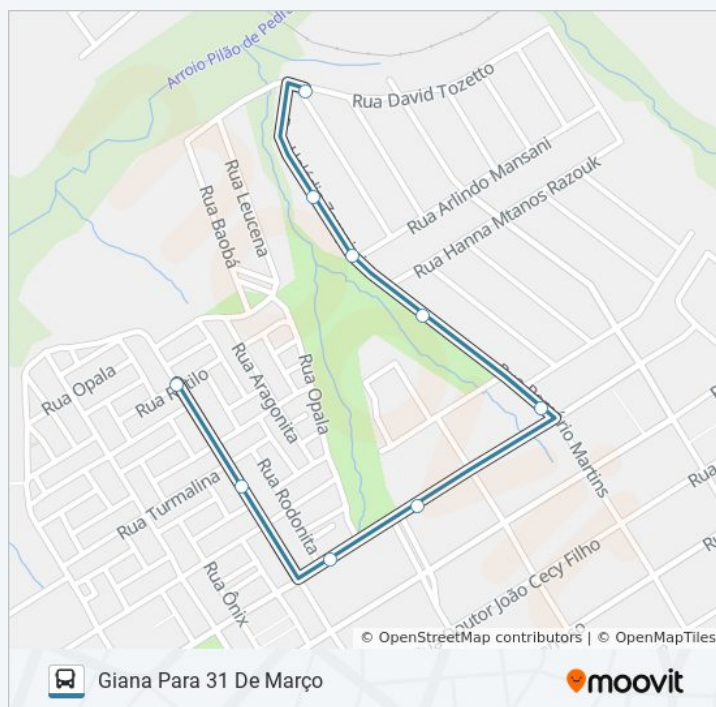 Arroio Pilão de Pedra
Rua David Tozetto
Rua Arlindo Mansani
Rua Hanna Mtanos Razouk
Rua Leucena
Rua Baobá
Rua Opala
Rua Rutilo
Rua Aragonita
Rua Opala
Martins
Rua Turmalina
Rua Rodonita
Rua Ônix
Doutor João Cecy Filho
© OpenStreetMap contributors | © OpenMapTiles
Giana Para 31 De Março
moovit